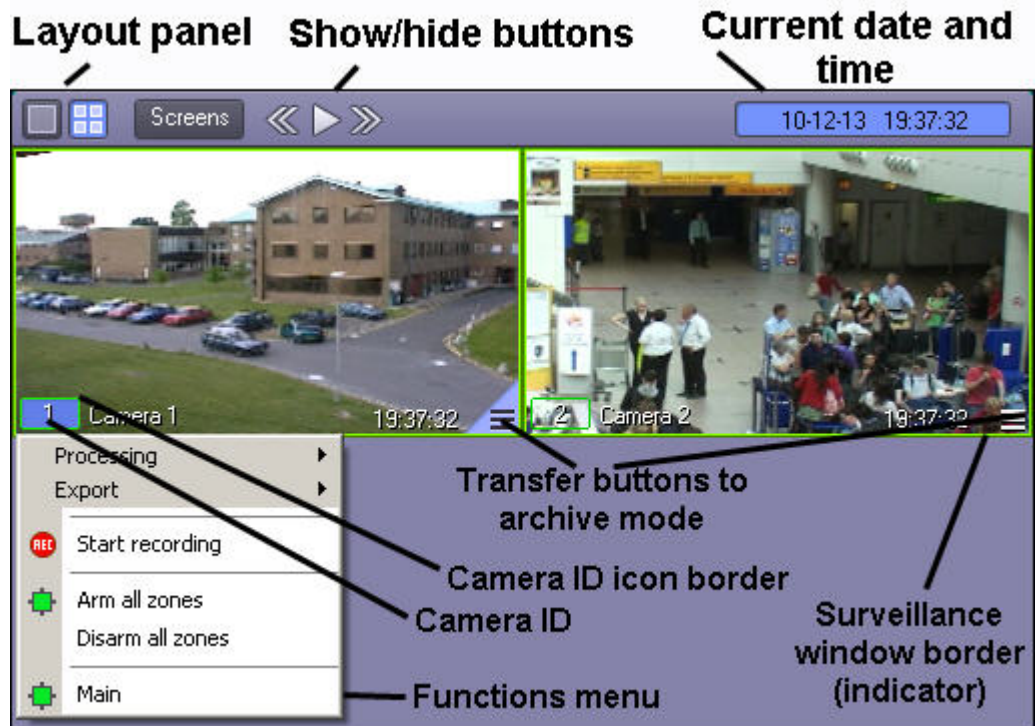 Layout panel
Show/hide buttons
Current date and
time
Screens
10-12-13 19:37:32
1
Camera 1
19:37:32
2
Camera 2
19:37:32
Processing
Export
REC
Start recording
Arm all zones
Disarm all zones
Main
Transfer buttons to
archive mode
Camera ID icon border
Camera ID
Functions menu
Surveillance
window border
(indicator)